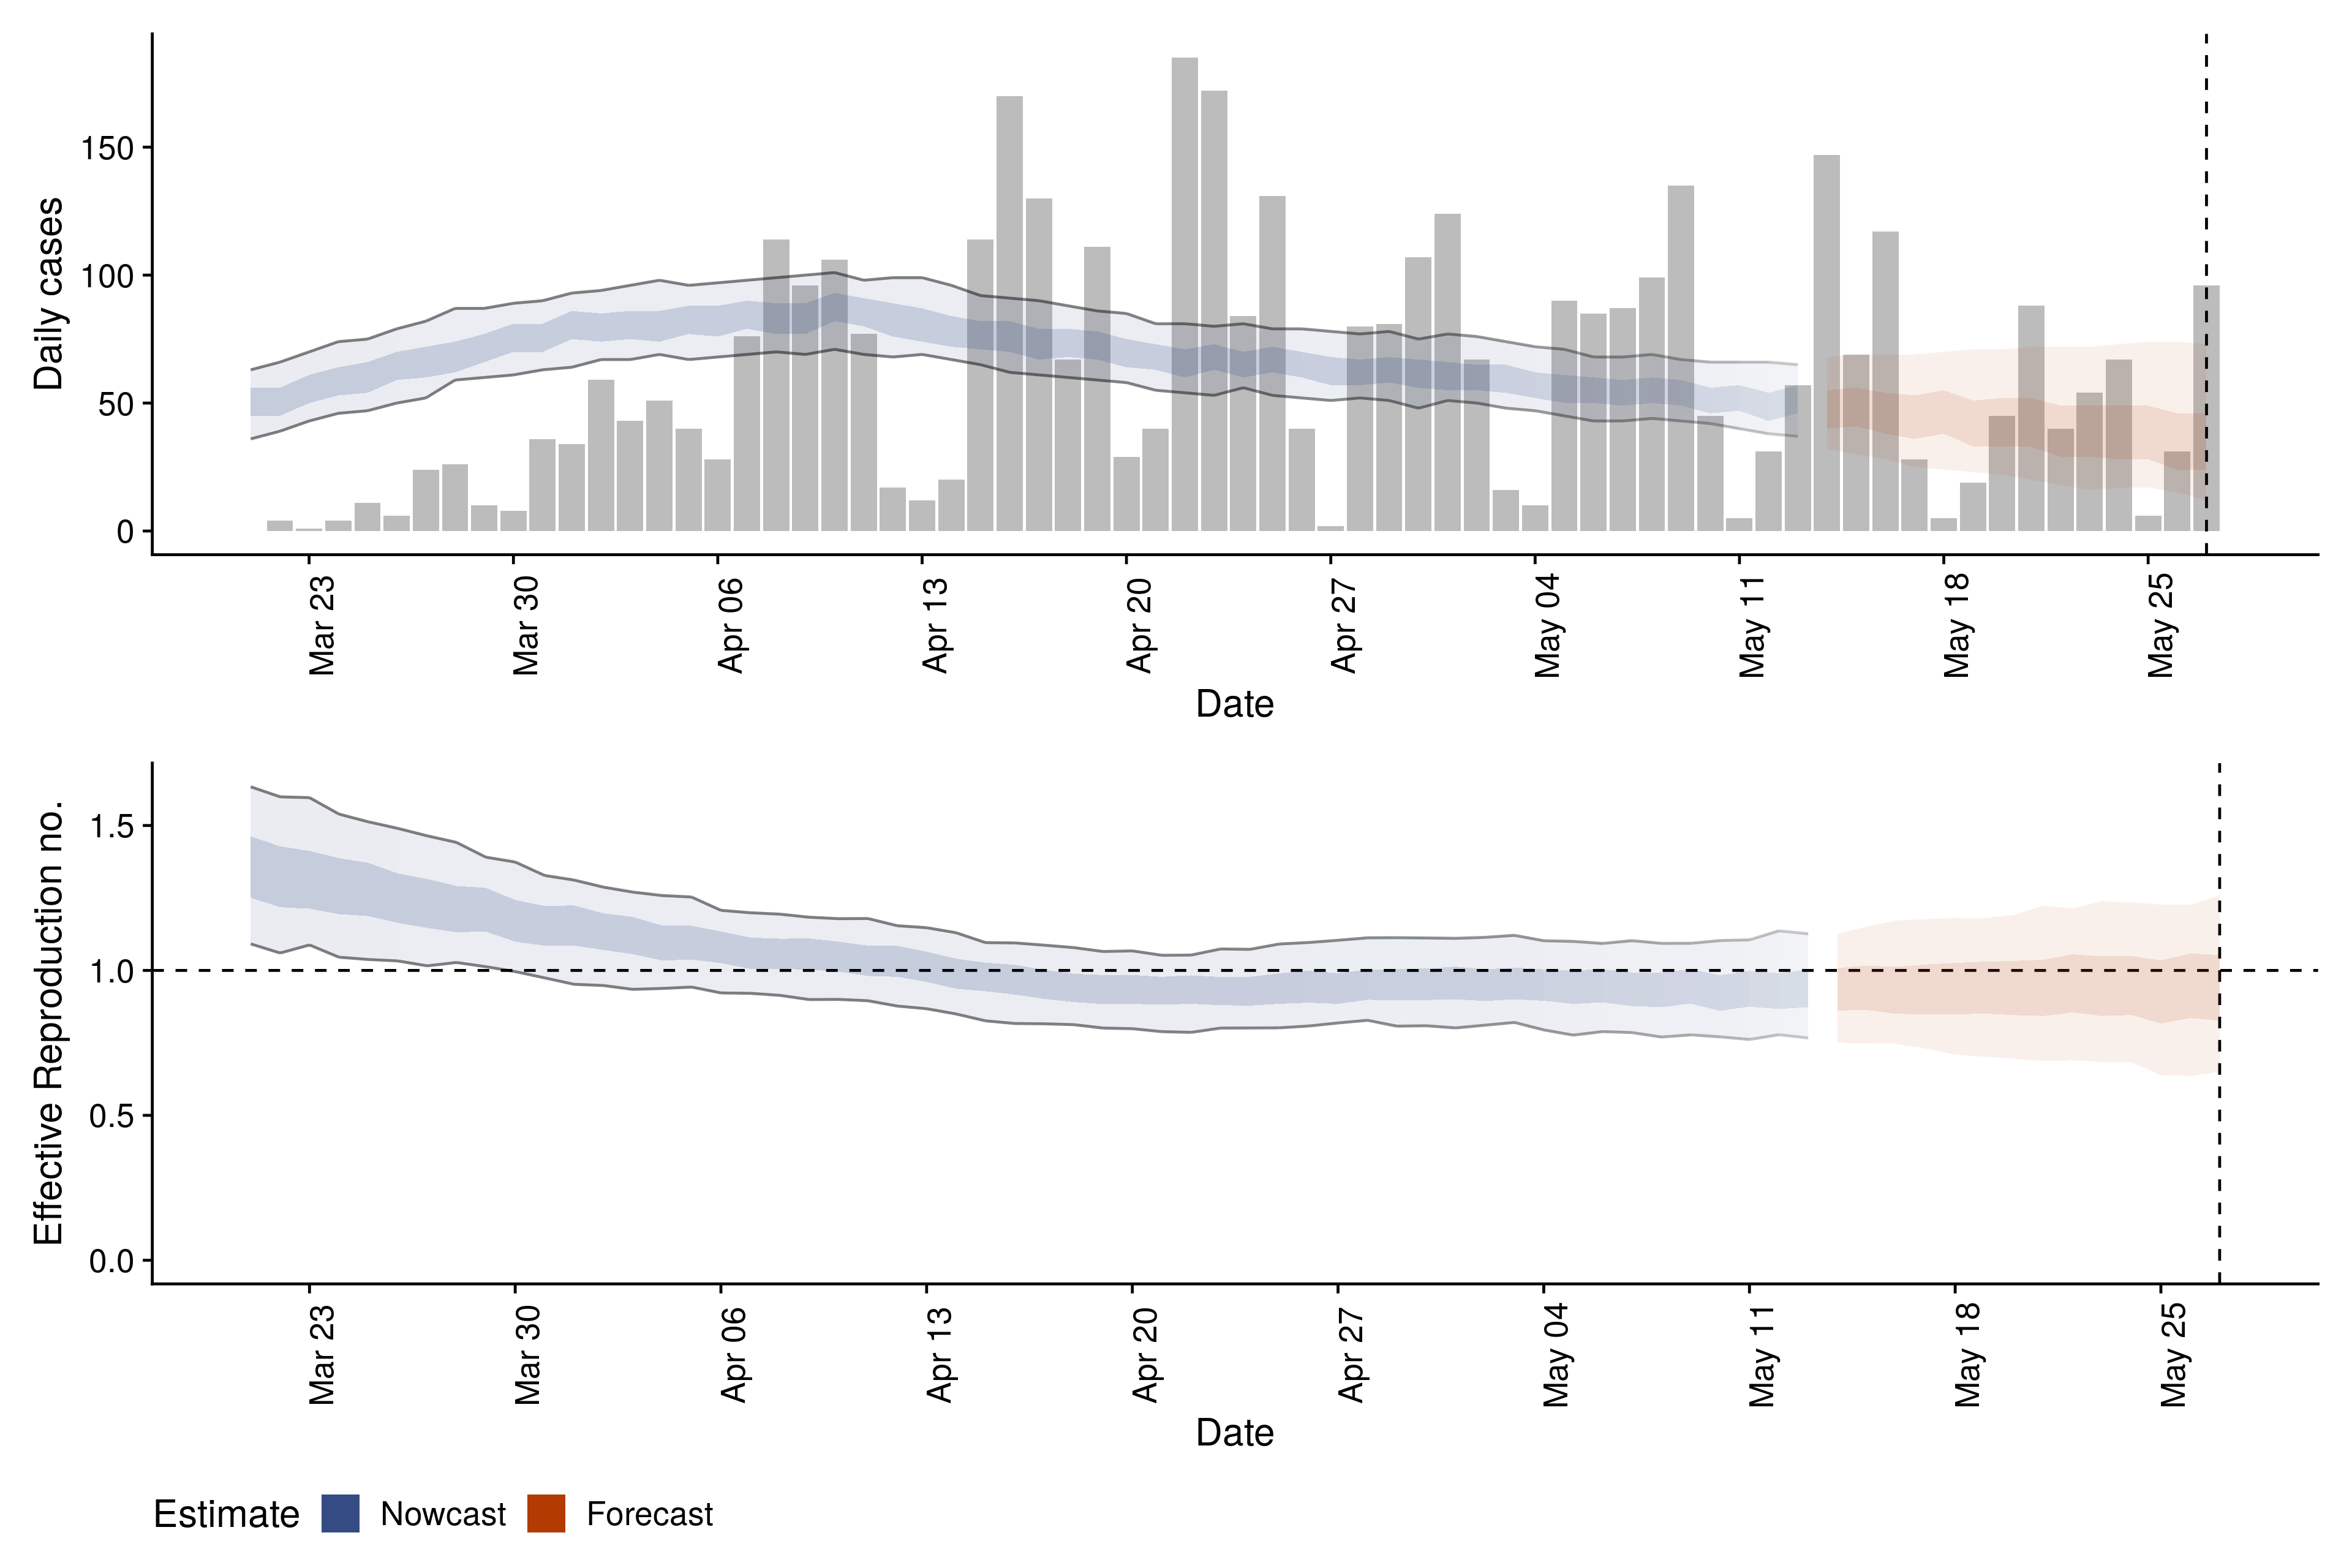 Daily cases
150
100
50
0
Mar 23
Mar 30
Apr 06
Apr 13
Apr 20
Apr 27
May 04
May 11
May 18
May 25
Date
Effective Reproduction no.
1.5
1.0
0.5
0.0
Mar 23
Mar 30
Apr 06
Apr 13
Apr 20
Apr 27
May 04
May 11
May 18
May 25
Date
Estimate Nowcast Forecast